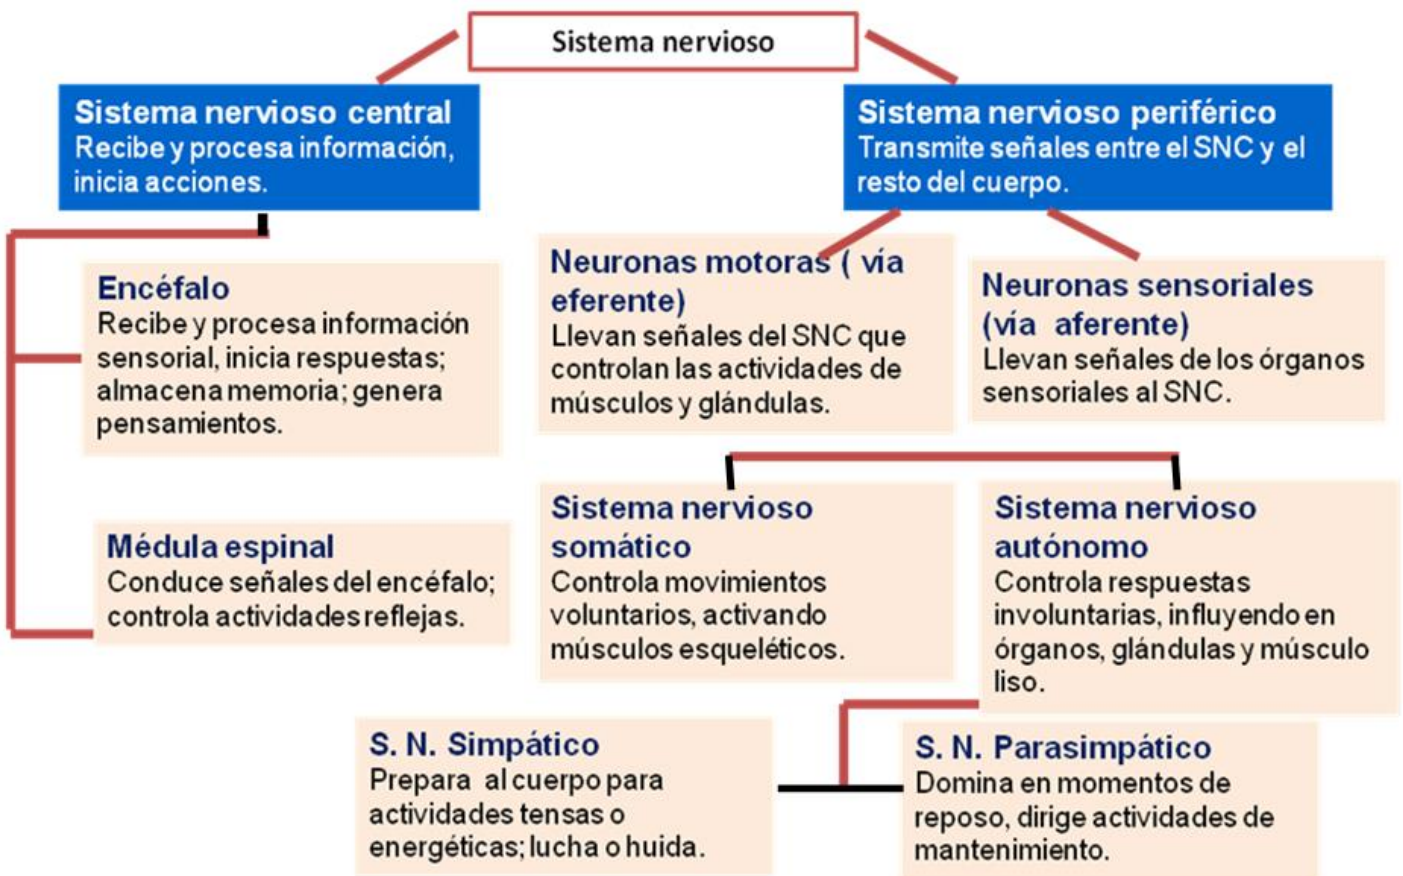 Sistema nervioso
Sistema nervioso central
Recibe y procesa información,
inicia acciones.
Sistema nervioso periférico
Transmite señales entre el SNC y el
resto del cuerpo.
Encéfalo
Recibe y procesa información
sensorial, inicia respuestas;
almacena memoria; genera
pensamientos.
Médula espinal
Conduce señales del encéfalo;
controla actividades reflejas.
Neuronas motoras ( vía
eferente)
Llevan señales del SNC que
controlan las actividades de
músculos y glándulas.
Neuronas sensoriales
(vía aferente)
Llevan señales de los órganos
sensoriales al SNC.
Sistema nervioso
somático
Controla movimientos
voluntarios, activando
músculos esqueléticos.
Sistema nervioso
autónomo
Controla respuestas
involuntarias, influyendo en
órganos, glándulas y músculo
liso.
S. N. Simpático
Prepara al cuerpo para
actividades tensas o
energéticas; lucha o huida.
S. N. Parasimpático
Domina en momentos de
reposo, dirige actividades de
mantenimiento.